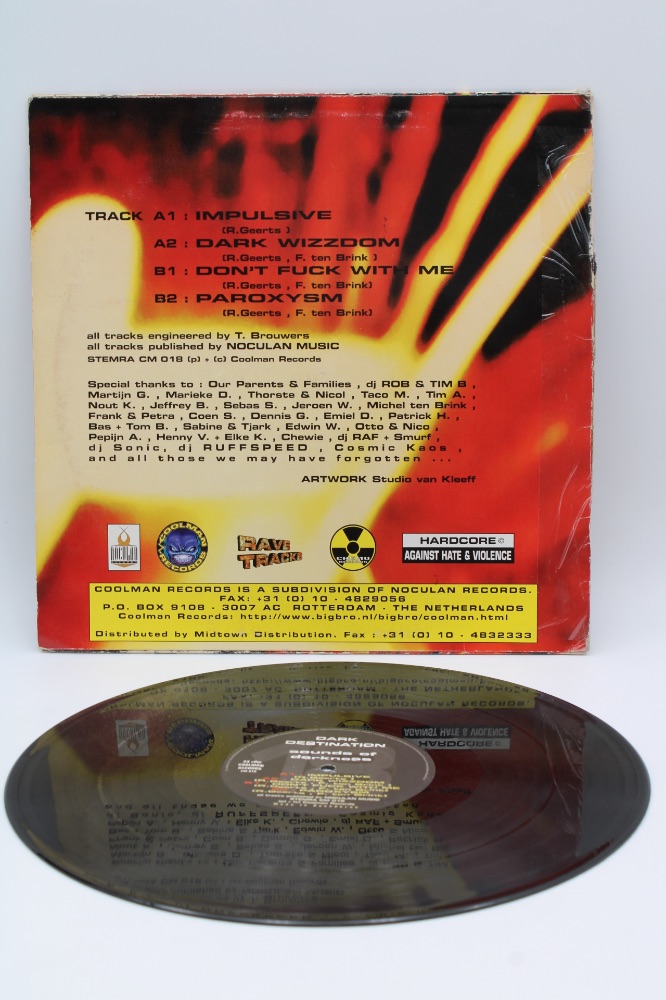 TRACK A1 : IMPULSIVE
(R.Geerts )
A2 : DARK WIZZDOM
(R.Geerts , F. ten Brink )
B1 : DON'T FUCK WITH ME
(R.Geerts , F. ten Brink)
B2 : PAROXYSM
(R.Geerts , F. ten Brink)
all tracks engineered by T. Brouwers
all tracks published by NOCULAN MUSIC
STEMRA CM 018 (p) + (c) Coolman Records
Special thanks to : Our Parents & Families , dj ROB & TIM B ,
Martijn G. , Marieke D. , Thorste & Nicol , Taco M. , Tim A. ,
Nout K. , Jeffrey B. , Sebas S. , Jeroen W. , Michel ten Brink ,
Frank & Petra , Coen S. , Dennis G. , Emiel D. , Patrick H. ,
Bas + Tom B. , Sabine & Tjark , Edwin W. , Otto & Nico ,
Pepijn A. , Henny V. + Elke K. , Chewie , dj RAF + Smurf ,
dj Sonic, dj RUFFSPEED , Cosmic Kaos ,
and all those we may have forgotten ...
ARTWORK Studio van Kleeff
NOCULAN
COOLMAN RECORDS
RAVE TRACKS
HARDCORE©
AGAINST HATE & VIOLENCE
COOLMAN RECORDS IS A SUBDIVISION OF NOCULAN RECORDS.
FAX: +31 (0) 10 - 4829056
P.O. BOX 9108 - 3007 AC ROTTERDAM - THE NETHERLANDS
Coolman Records: http://www.bigbro.nl/bigbro/coolman.html
Distributed by Midtown Distribution. Fax : +31 (0) 10 - 4832333
DARK
DESTINATION
sounds of
darkness
IMPULSIVE